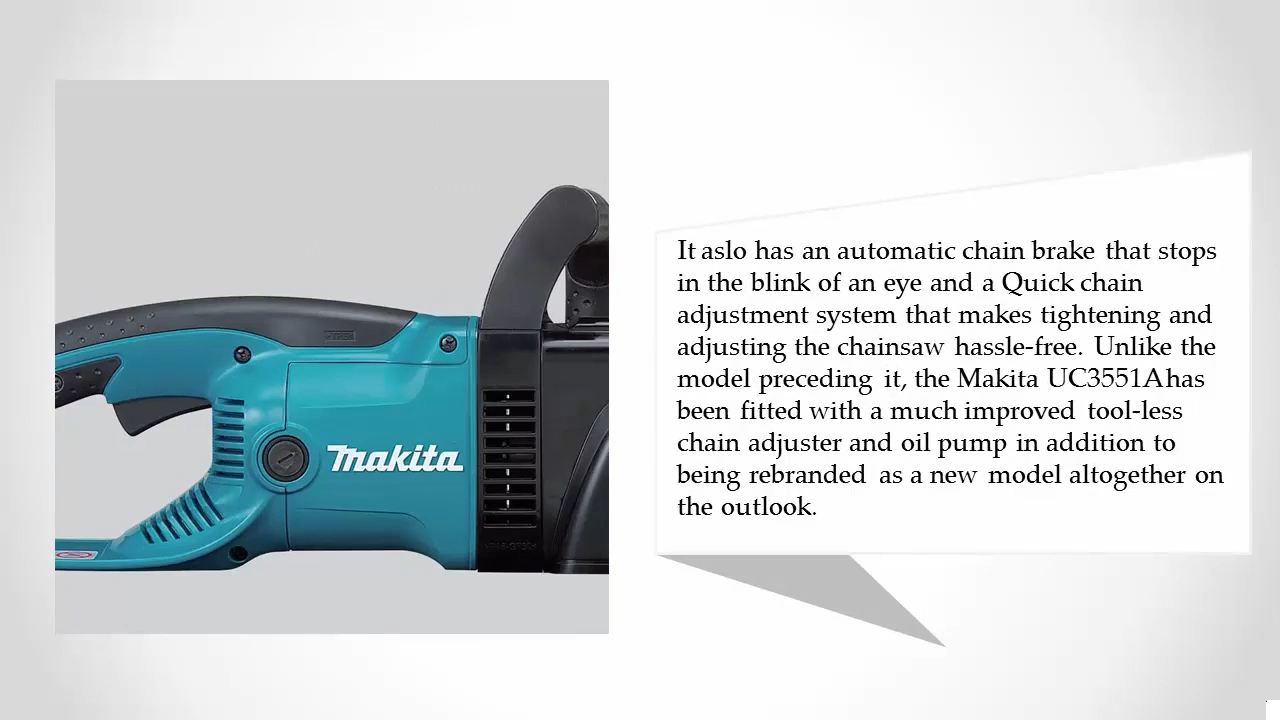 It aslo has an automatic chain brake that stops
in the blink of an eye and a Quick chain
adjustment system that makes tightening and
adjusting the chainsaw hassle-free. Unlike the
model preceding it, the Makita UC3551A has
been fitted with a much improved tool-less
chain adjuster and oil pump in addition to
being rebranded as a new model altogether on
the outlook.
makita